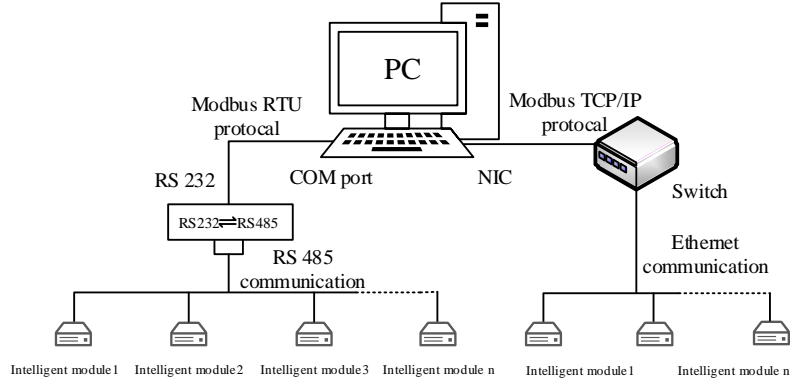 PC
Modbus RTU
protocal
Modbus TCP/IP
protocal
RS 232
COM port
NIC
Switch
RS232⇌RS485
RS 485
communication
Ethernet
communication
Intelligent module1
Intelligent module2
Intelligent module3
Intelligent module n
Intelligent module1
Intelligent module n